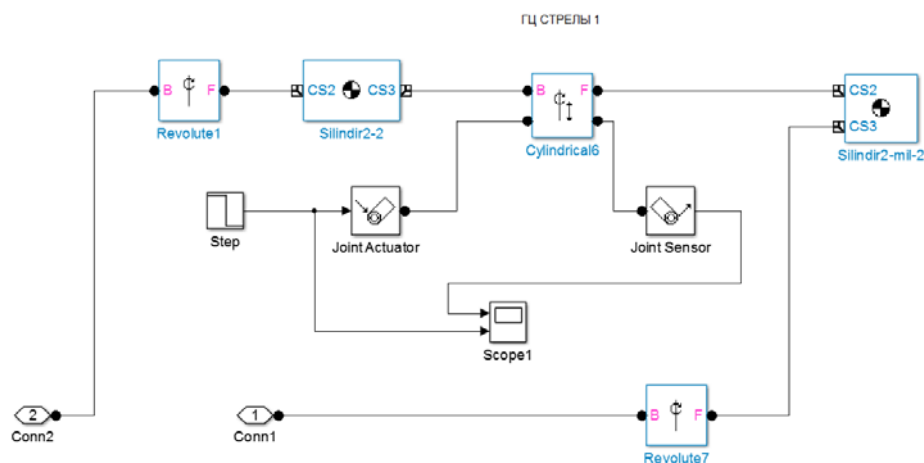 ГЦ СТРЕЛЫ 1
B F
Revolute1
CS2 CS3
Silindir2-2
B F
Cylindrical6
CS2
CS3
Silindir2-mil-2
Step
Joint Actuator
Joint Sensor
Scope1
2
Conn2
1
Conn1
B F
Revolute7